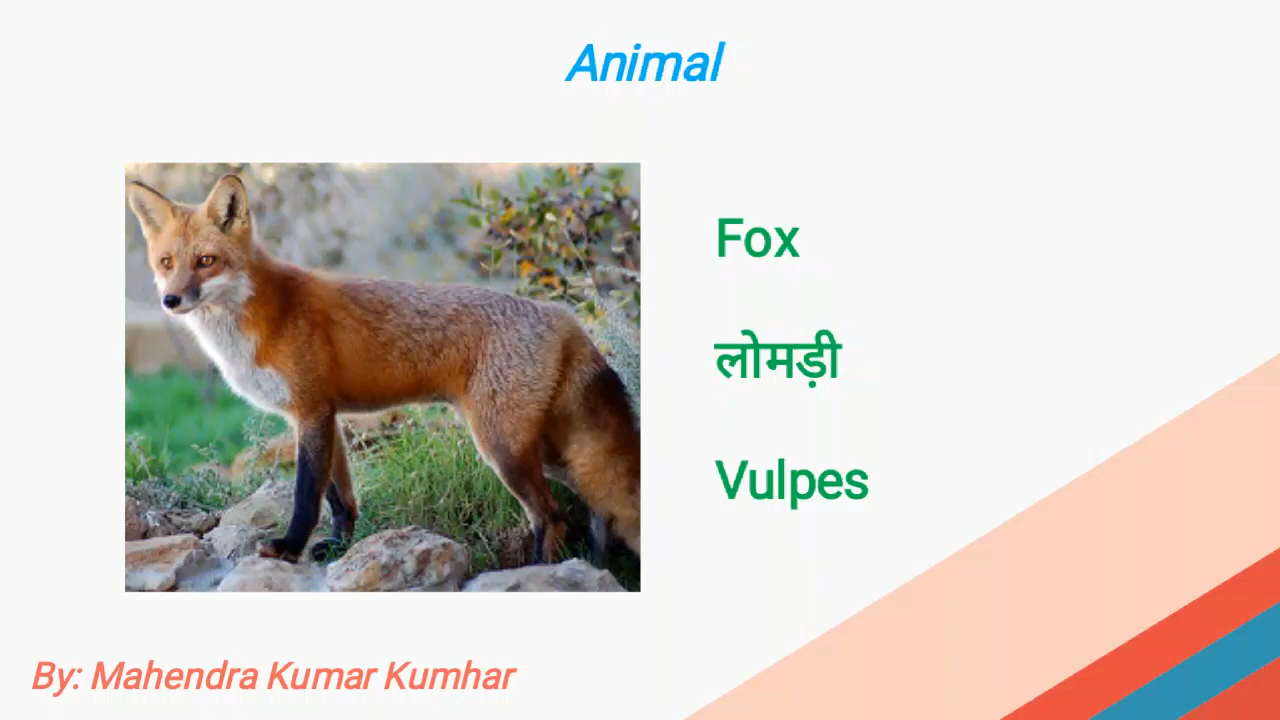 Animal
Fox
लोमड़ी
Vulpes
By: Mahendra Kumar Kumhar